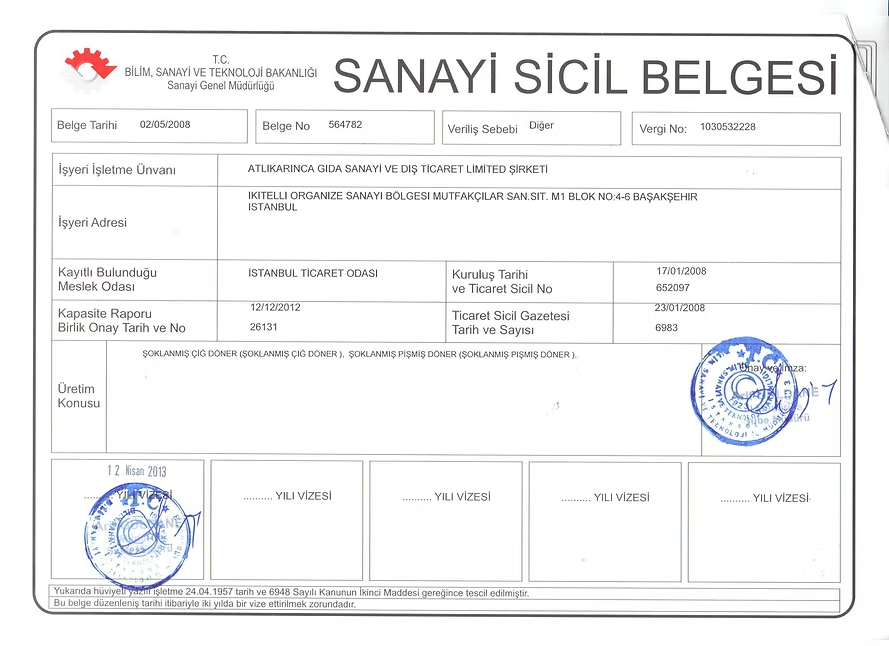 T.C.
BİLİM, SANAYİ VE TEKNOLOJİ BAKANLIĞI
Sanayi Genel Müdürlüğü
SANAYİ SİCİL BELGESİ
Belge Tarihi 02/05/2008
Belge No 564782
Veriliş Sebebi Diğer
Vergi No: 1030532228
İşyeri İşletme Ünvanı ATLIKARINCA GIDA SANAYİ VE DIŞ TİCARET LIMITED ŞİRKETİ
İşyeri Adresi
IKITELLI ORGANIZE SANAYI BÖLGESI MUTFAKÇILAR SAN.SIT. M1 BLOK NO:4-6 BAŞAKŞEHIR
ISTANBUL
Kayıtlı Bulunduğu
Meslek Odası
İSTANBUL TİCARET ODASI
Kuruluş Tarihi
ve Ticaret Sicil No
17/01/2008
652097
Kapasite Raporu
Birlik Onay Tarih ve No
12/12/2012
26131
Ticaret Sicil Gazetesi
Tarih ve Sayısı
23/01/2008
6983
Üretim
Konusu
ŞOKLANMIŞ ÇİĞ DÖNER (ŞOKLANMIŞ ÇİĞ DÖNER ), ŞOKLANMIŞ PİŞMİŞ DÖNER (ŞOKLANMIŞ PIŞMIŞ DÖNER ).
Onay ve İmza:
T.C.
12 Nisan 2013
.......... YILI VİZESİ
T.C.
.......... YILI VİZESİ
.......... YILI VİZESİ
.......... YILI VİZESİ
.......... YILI VİZESİ
Yukarıda hüviyeti yazılı işletme 24.04.1957 tarih ve 6948 Sayılı Kanunun İkinci Maddesi gereğince tescil edilmiştir.
Bu belge düzenleniş tarihi itibariyle iki yılda bir vize ettirilmek zorundadır.